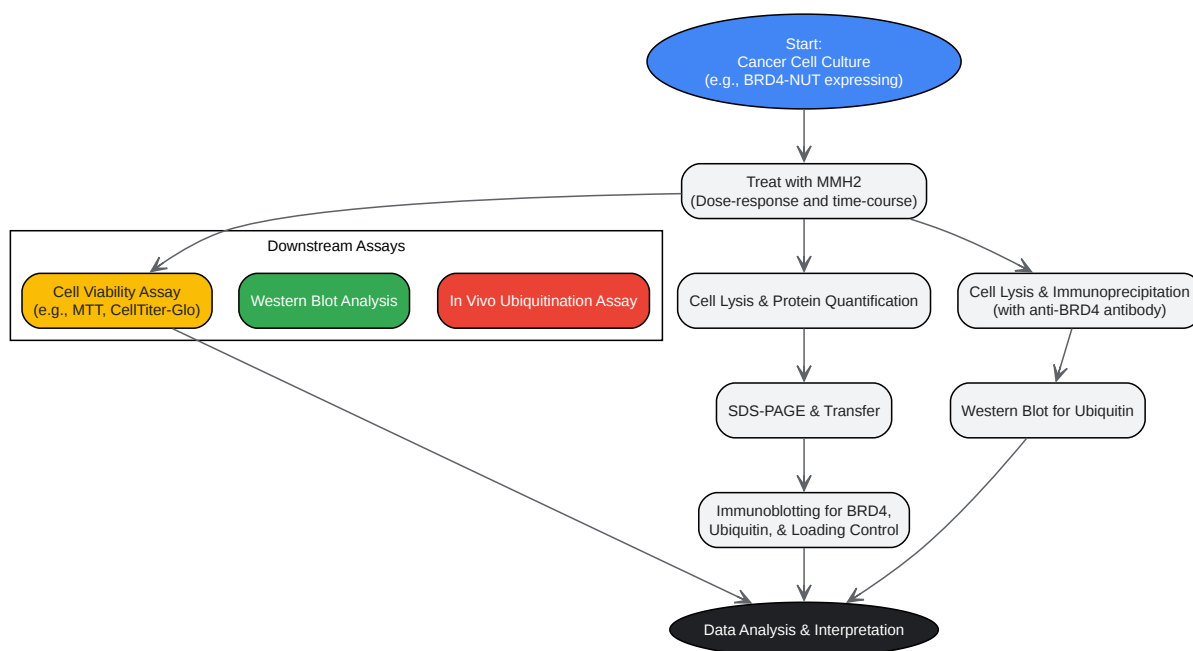 Start:
Cancer Cell Culture
(e.g., BRD4-NUT expressing)
Treat with MMH2
(Dose-response and time-course)
Downstream Assays
Cell Viability Assay
(e.g., MTT, CellTiter-Glo)
Western Blot Analysis
In Vivo Ubiquitination Assay
Cell Lysis & Protein Quantification
Cell Lysis & Immunoprecipitation
(with anti-BRD4 antibody)
SDS-PAGE & Transfer
Western Blot for Ubiquitin
Immunoblotting for BRD4,
Ubiquitin, & Loading Control
Data Analysis & Interpretation